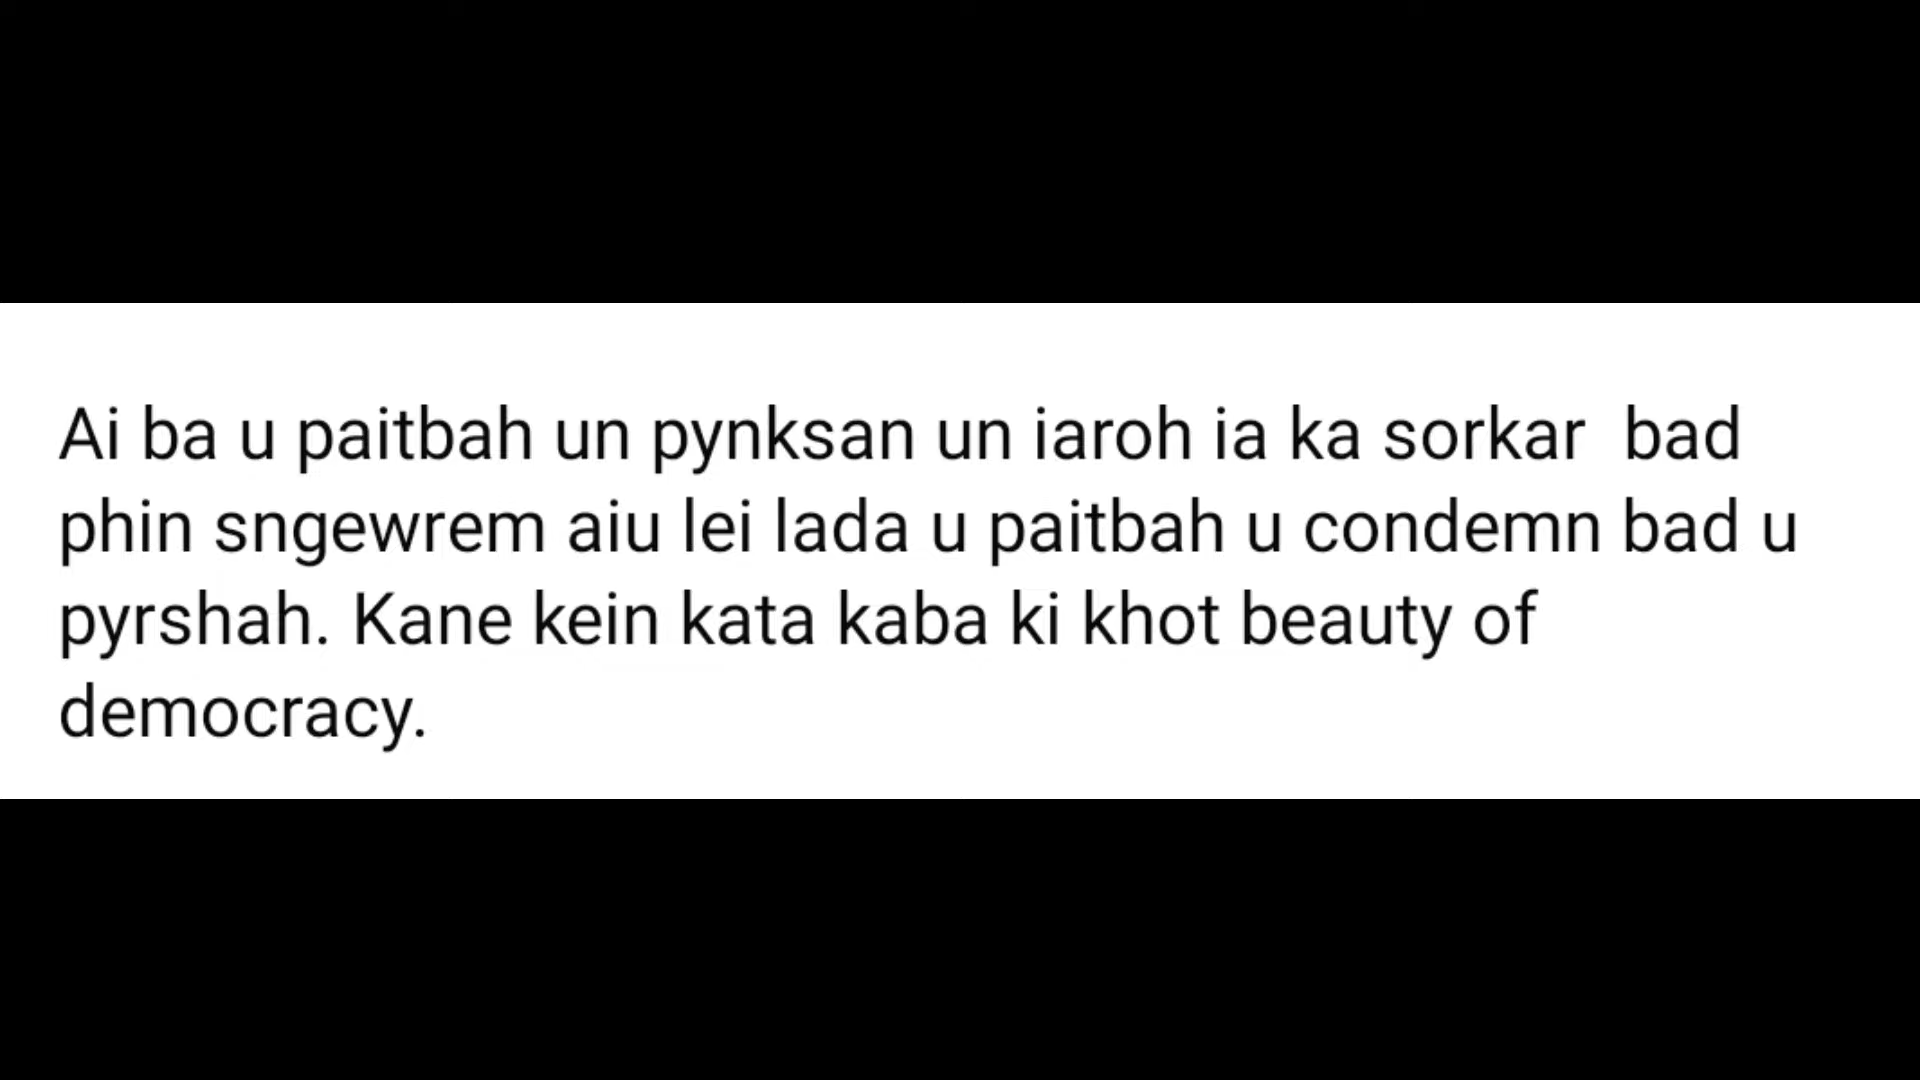 Ai ba u paitbah un pynksan un iaroh ia ka sorkar  bad
phin sngewrem aiu lei lada u paitbah u condemn bad u
pyrshah. Kane kein kata kaba ki khot beauty of
democracy.